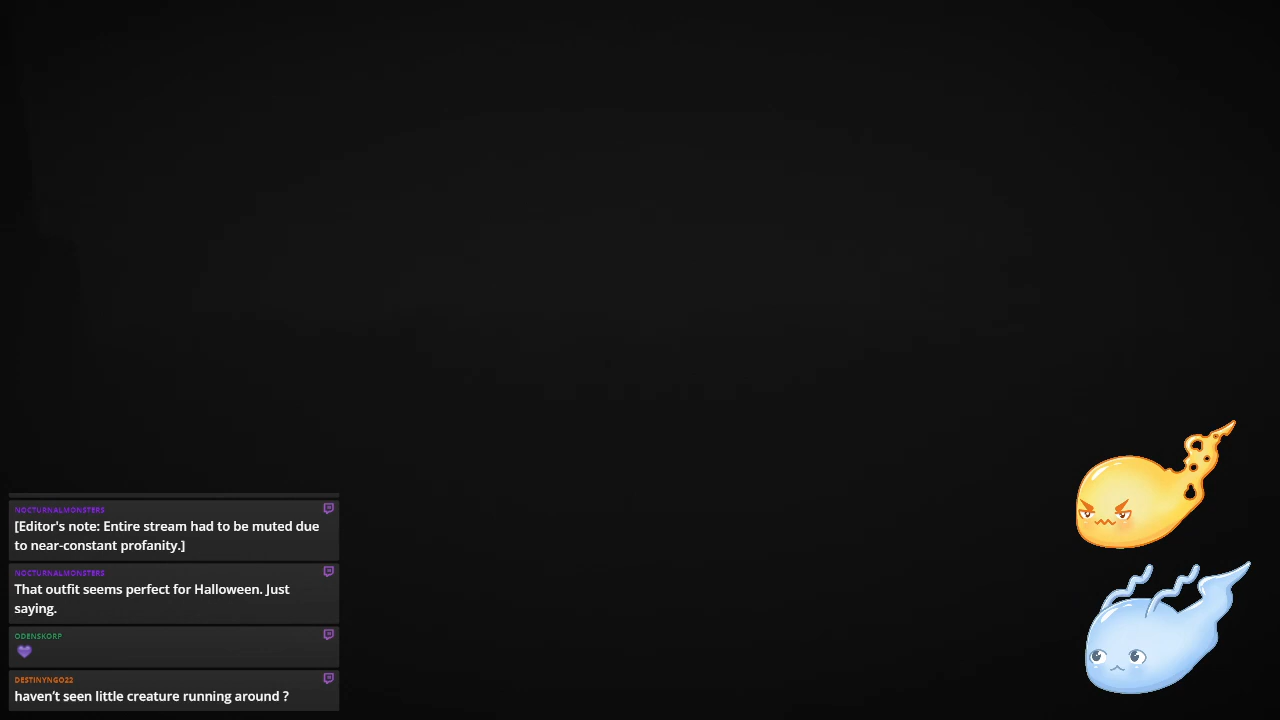 NOCTURNALMONSTERS
[Editor's note: Entire stream had to be muted due
to near-constant profanity.]
NOCTURNALMONSTERS
That outfit seems perfect for Halloween. Just
saying.
ODENSKORP
💜
DESTINYNGO22
haven't seen little creature running around ?